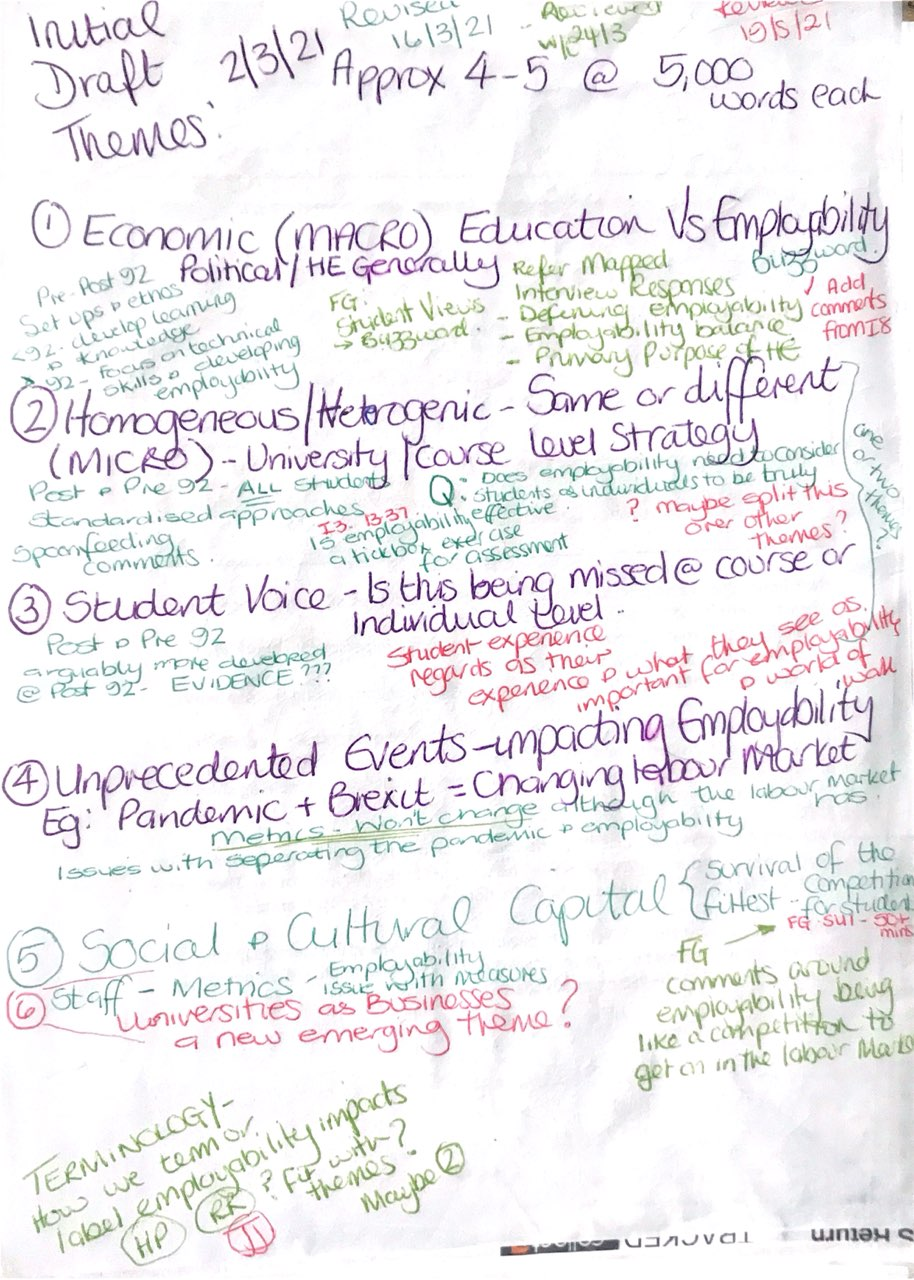 Initial
Draft 2/3/21
Themes:
Revised
16/3/21
- Reviewed
w/24/3
Review
19/5/21
Approx 4-5 @ 5,000
words each
① Economic (MACRO) Education Vs Employability
Political/HE Generally
Buzzword.
Pre-Post 92
Set ups & ethos
<92 - develop learning
& knowledge
>92 - focus on technical
skills & developing
employability
FG:
Student Views
→ Buzzword.
Refer Mapped
Interview Responses
- Defining employability
- Employability balance
- Primary Purpose of HE
✓ Add
comments
from I8
② Homogeneous/Hetrogenic - Same or different
(MICRO) - University/Course level Strategy
Post & Pre 92 - ALL Students
Standardised approaches
Spoonfeeding
comments.
Q: Does employability need to consider
students as individuals to be truly
effective.
I3. 13.37
Is employability
a tickbox exercise
for assessment
? maybe split this
over other
themes?
one or two themes?
③ Student Voice - Is this being missed @ course or
Individual Level -
Post & Pre 92
arguably more developed
@ Post 92 - EVIDENCE ???
Student experience
regards as their
experience & what they see as
important for employability
& world of
work
④ Unprecedented Events - impacting Employability
Eg: Pandemic + Brexit = Changing labour Market
Metrics - Won't change although the labour market
has.
Issues with seperating the pandemic & employability
⑤ Social & Cultural Capital { Survival of the
fittest - Competition
for student
FG SU1 - 50+
mins
Staff - Metrics - Employability
issue with measures
⑥ Universities as Businesses
a new emerging theme?
FG
comments around
employability being
like a competition to
get on in the labour
TERMINOLOGY -
How we term or
label employability impacts
? Fit with
themes?
Maybe ②
HP
RR
JJ
S Return
TRACKED